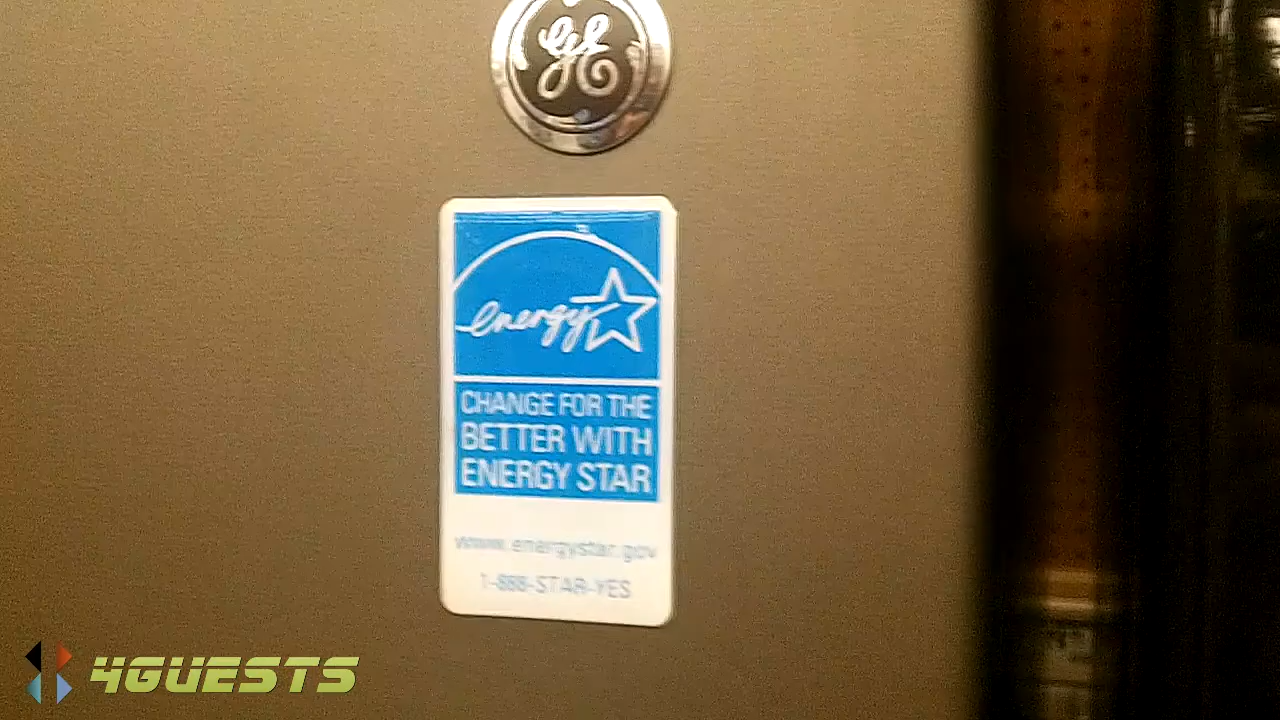 GE
energy
CHANGE FOR THE
BETTER WITH
ENERGY STAR
www.energystar.gov
1-888-STAR-YES
4GUESTS